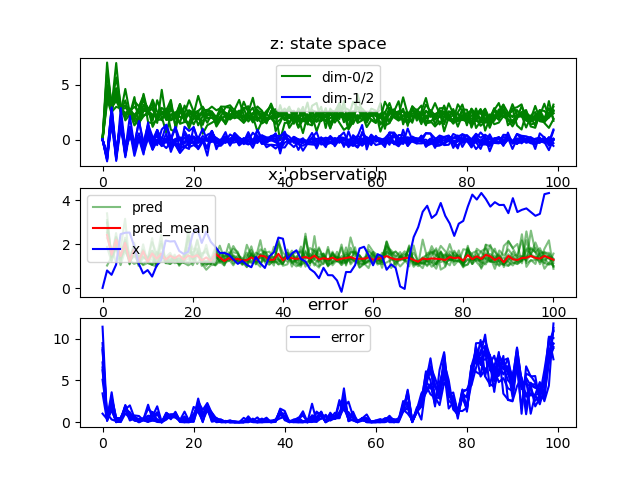 z: state space
dim-0/2
dim-1/2
5
0
0 20 40 60 80 100
x: observation
pred
pred_mean
x
4
2
0
0 20 40 60 80 100
error
error
10
5
0
0 20 40 60 80 100